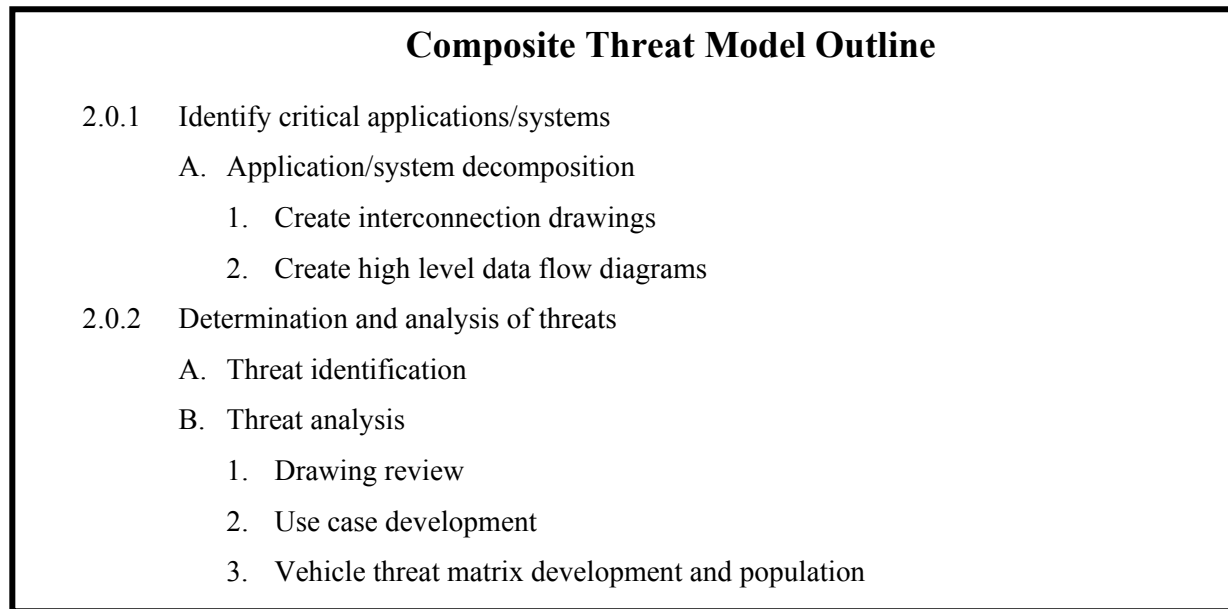 Composite Threat Model Outline
2.0.1 Identify critical applications/systems
A. Application/system decomposition
1. Create interconnection drawings
2. Create high level data flow diagrams
2.0.2 Determination and analysis of threats
A. Threat identification
B. Threat analysis
1. Drawing review
2. Use case development
3. Vehicle threat matrix development and population